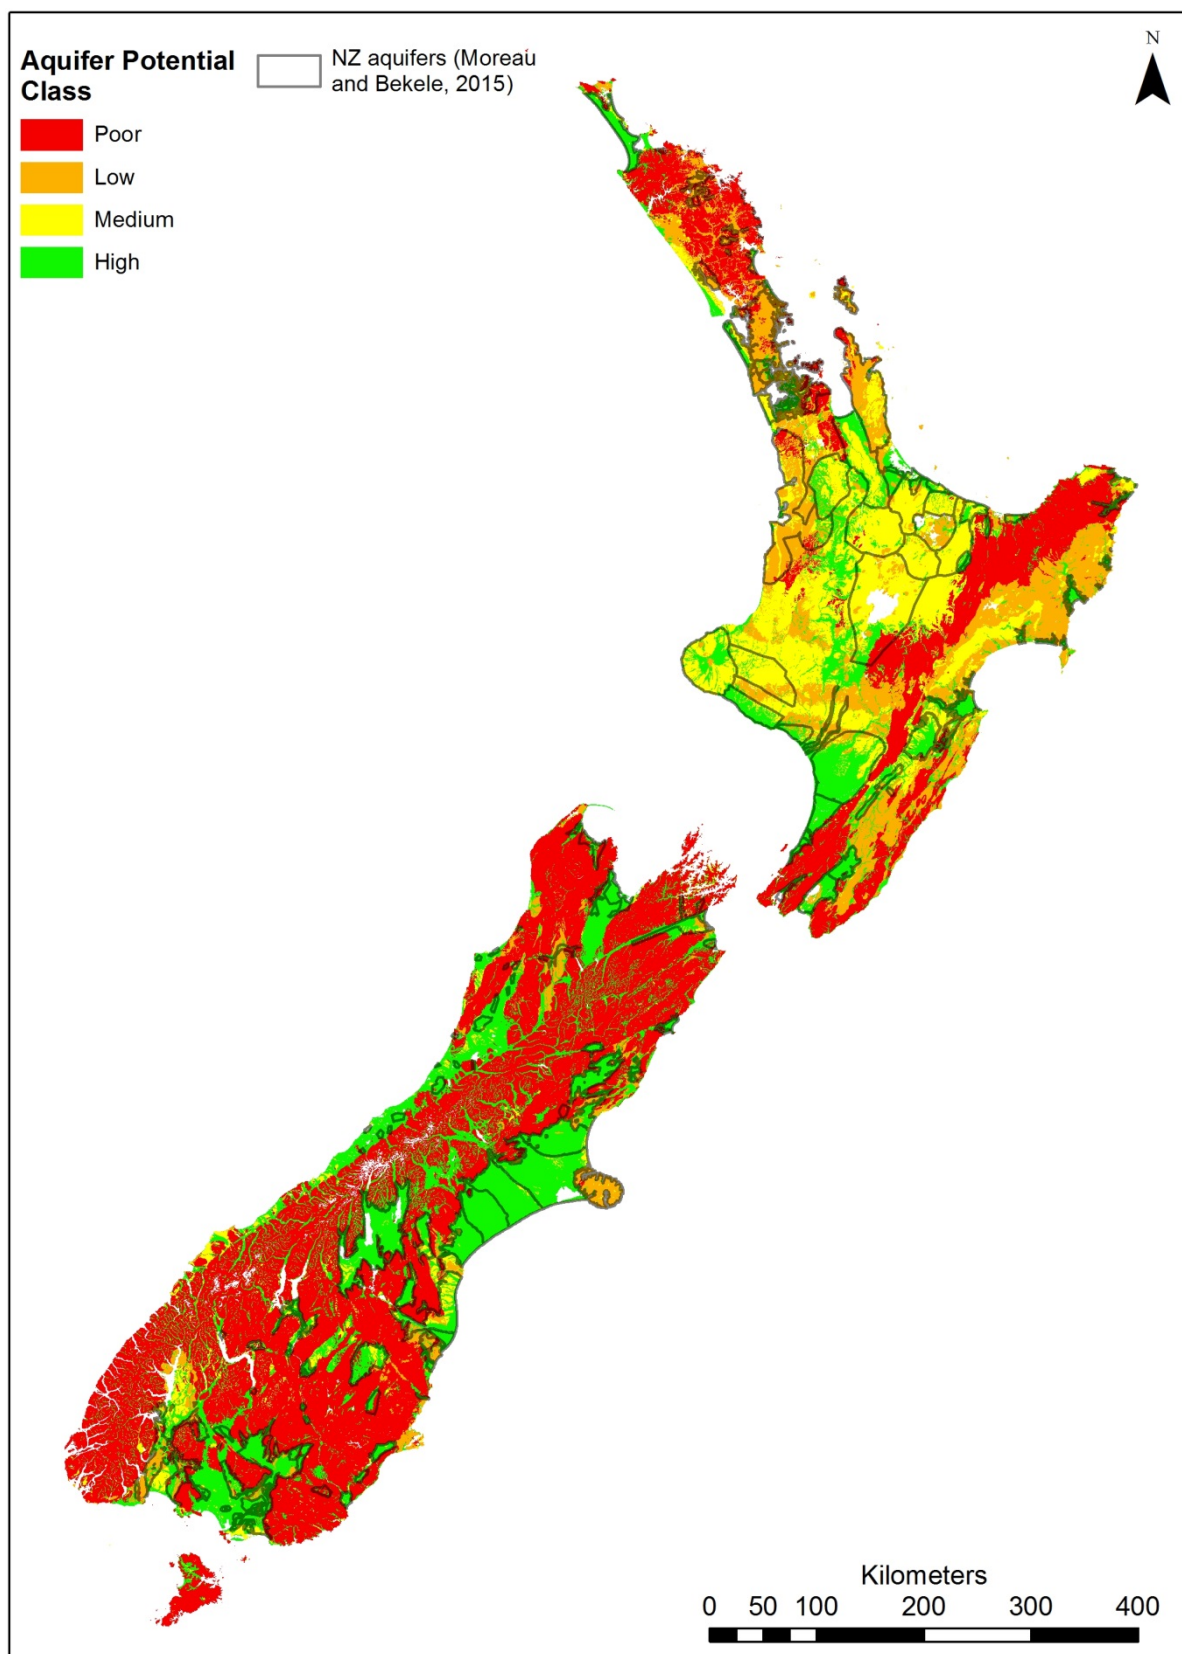 Aquifer Potential
Class
NZ aquifers (Moreau
and Bekele, 2015)
N
Poor
Low
Medium
High
Kilometers
0 50 100 200 300 400